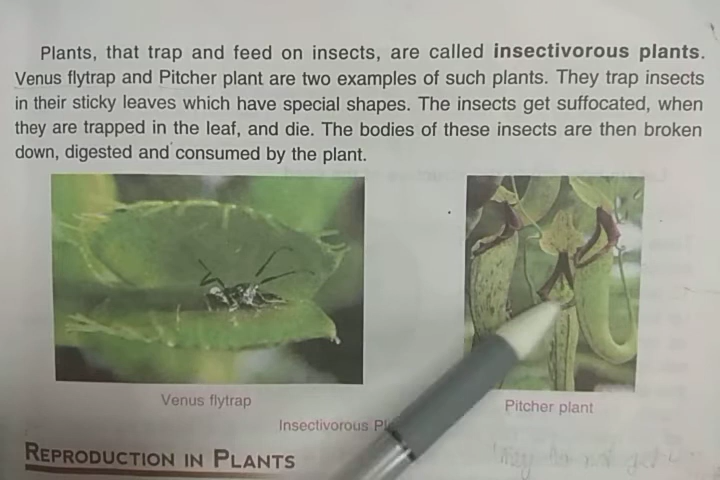 Plants, that trap and feed on insects, are called insectivorous plants.
Venus flytrap and Pitcher plant are two examples of such plants. They trap insects
in their sticky leaves which have special shapes. The insects get suffocated, when
they are trapped in the leaf, and die. The bodies of these insects are then broken
down, digested and consumed by the plant.
Venus flytrap
Pitcher plant
Insectivorous
REPRODUCTION IN PLANTS